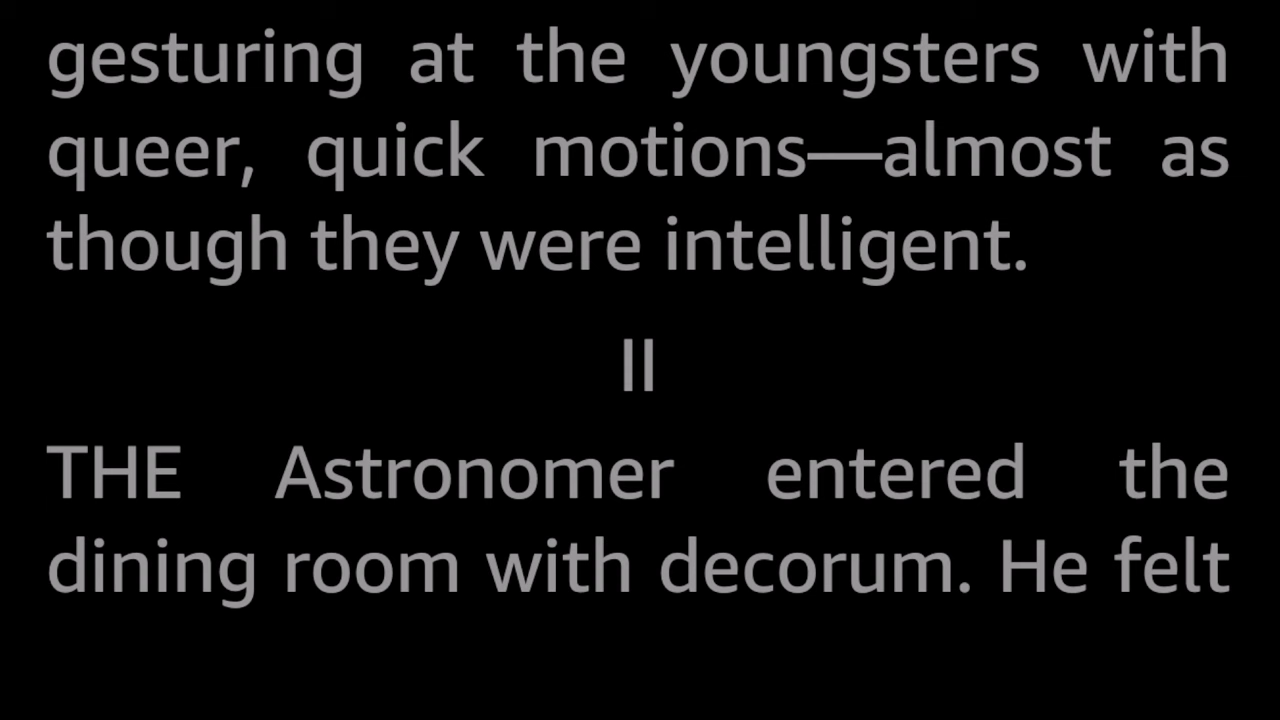 gesturing at the youngsters with
queer, quick motions—almost as
though they were intelligent.
II
THE Astronomer entered the
dining room with decorum. He felt